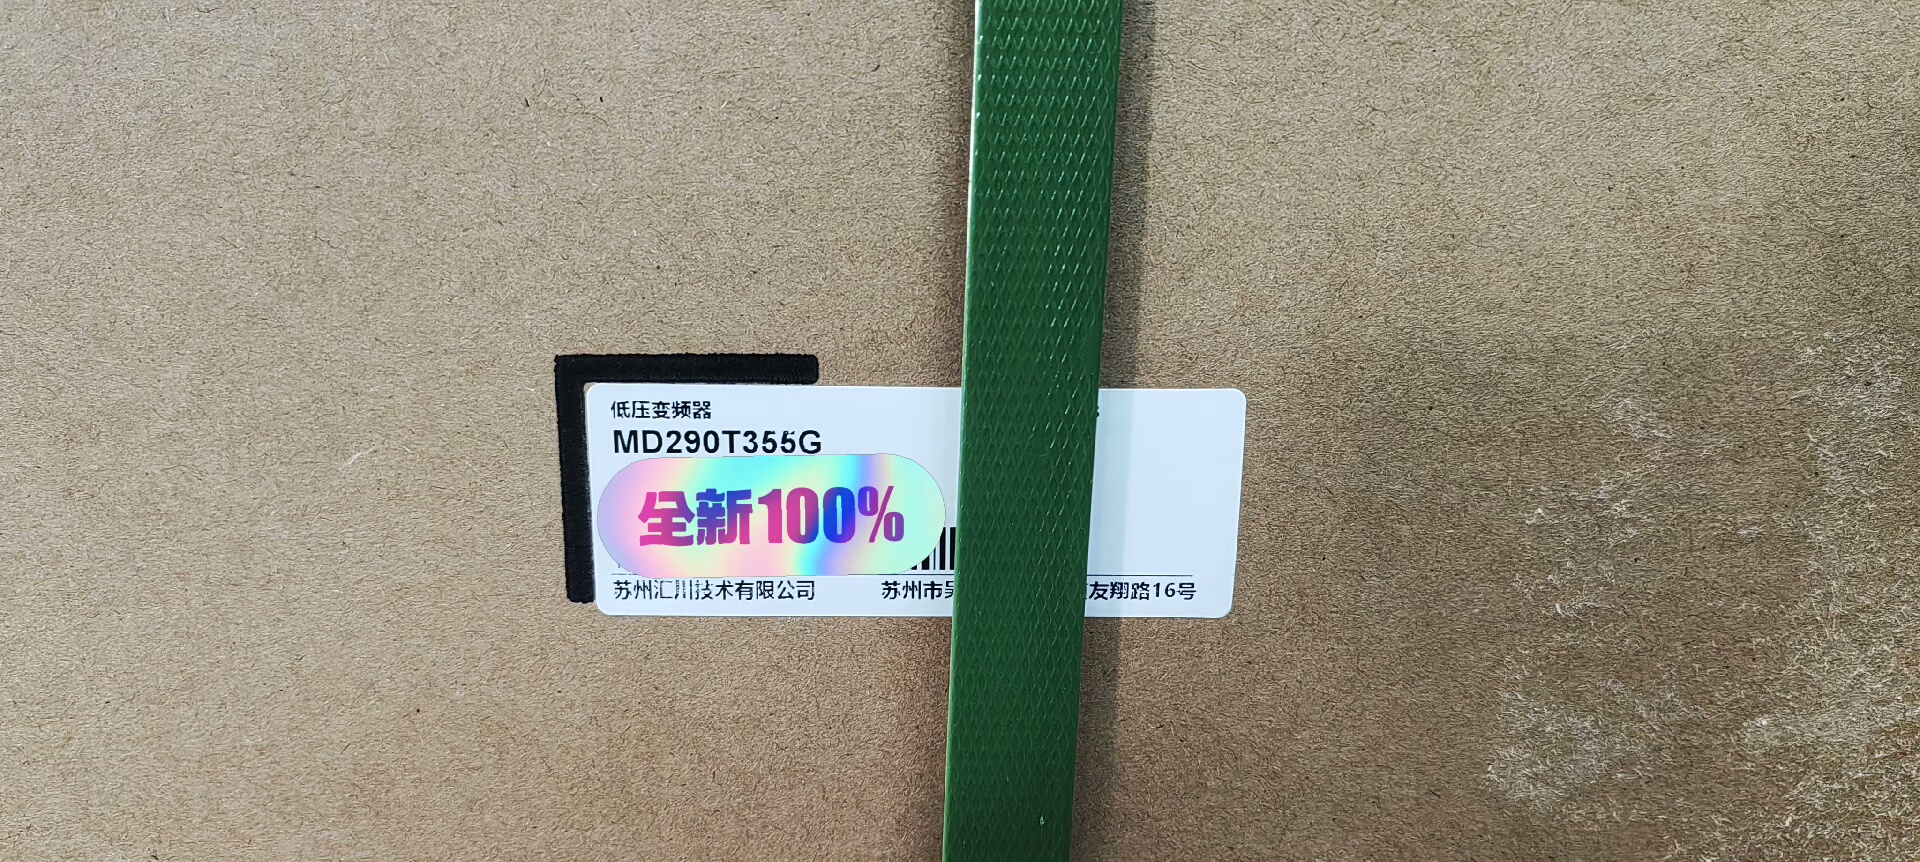 低压变频器
MD290T355G
全新100%
苏州汇川技术有限公司 苏州市吴
友翔路16号